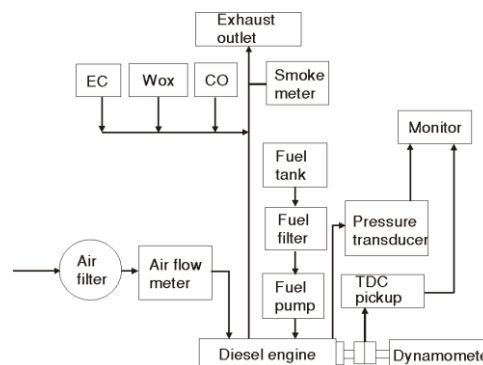 Exhaust
outlet
EC
Wox
CO
Smoke
meter
Monitor
Fuel
tank
Fuel
filter
Pressure
transducer
Air
filter
Air flow
meter
Fuel
pump
TDC
pickup
Diesel engine
Dynamomete